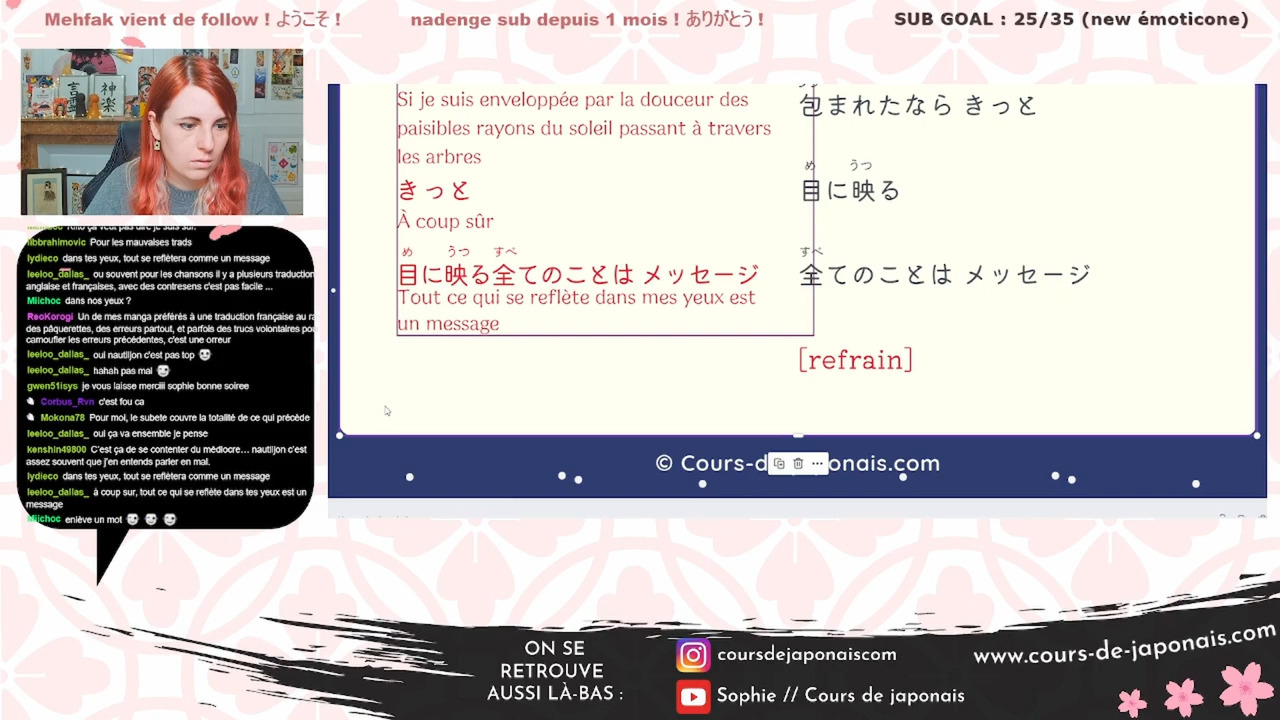 Mehfak vient de follow ! ようこそ !
nadenge sub depuis 1 mois ! ありがとう !
SUB GOAL : 25/35 (new émoticone)
言語
神楽
libbrahimovic Pour les mauvaises trads
lydieco dans tes yeux, tout se reflètera comme un message
leeloo_dallas_ ou souvent pour les chansons il y a plusieurs traduction
anglaise et françaises, avec des contresens c'est pas facile ...
Miichoc dans nos yeux ?
ReoKorogi Un de mes manga préférés à une traduction française au ra
des pâquerettes, des erreurs partout, et parfois des trucs volontaires pou
camoufler les erreurs précédentes, c'est une orreur
leeloo_dallas_ oui nautiljon c'est pas top
leeloo_dallas_ hahah pas mal
gwen51isys je vous laisse merciii sophie bonne soiree
Corbus_Rvn c'est fou ca
Mokona78 Pour moi, le subete couvre la totalité de ce qui précède
leeloo_dallas_ oui ça va ensemble je pense
kenshin49800 C'est ça de se contenter du médiocre… nautiljon c'est
assez souvent que j'en entends parler en mal.
lydieco dans tes yeux, tout se reflètera comme un message
leeloo_dallas_ à coup sur, tout ce qui se reflète dans tes yeux est un
message
Miichoc enlève un mot
Si je suis enveloppée par la douceur des
paisibles rayons du soleil passant à travers
les arbres
きっと
À coup sûr
め うつ すべ
目に映る全てのことは メッセージ
Tout ce qui se reflète dans mes yeux est
un message
包まれたなら きっと
め うつ
目に映る
すべ
全てのことは メッセージ
[refrain]
© Cours-d onais.com
ON SE
RETROUVE
AUSSI LÀ-BAS :
coursdejaponaiscom
Sophie // Cours de japonais
www.cours-de-japonais.com